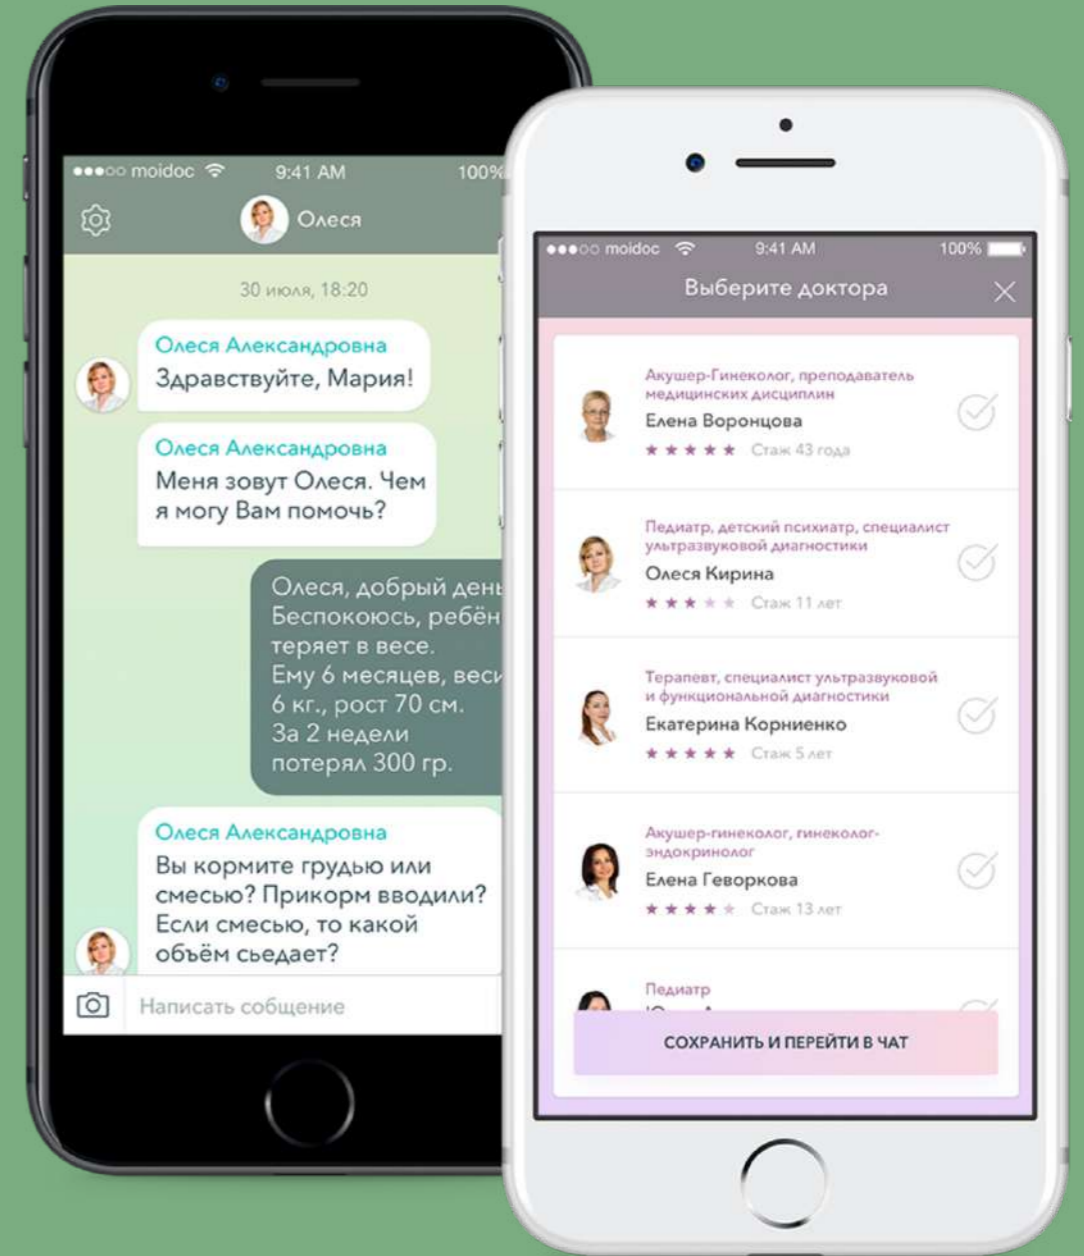 moidoc 9:41 AM 100%
Олеся
30 июля, 18:20
Олеся Александровна
Здравствуйте, Мария!
Олеся Александровна
Меня зовут Олеся. Чем
я могу Вам помочь?
Олеся, добрый
Беспокоюсь,
теряет в весе.
Ему 6 месяцев,
6 кг., рост 70 см.
За 2 недели
потерял 300 гр.
Олеся Александровна
Вы кормите грудью или
смесью? Прикорм вводили?
Если смесью, то какой
объём сьедает?
Написать собщение
moidoc 9:41 AM 100%
Выберите доктора
Акушер-Гинеколог, преподаватель
медицинских дисциплин
Елена Воронцова
★★★★★ Стаж 43 года
Педиатр, детский психиатр, специалист
ультразвуковой диагностики
Олеся Кирина
★★★★★ Стаж 11 лет
Терапевт, специалист ультразвуковой
и функциональной диагностики
Екатерина Корниенко
★★★★★ Стаж 5 лет
Акушер-гинеколог, гинеколог-
эндокринолог
Елена Геворкова
★★★★★ Стаж 13 лет
Педиатр
СОХРАНИТЬ И ПЕРЕЙТИ В ЧАТ